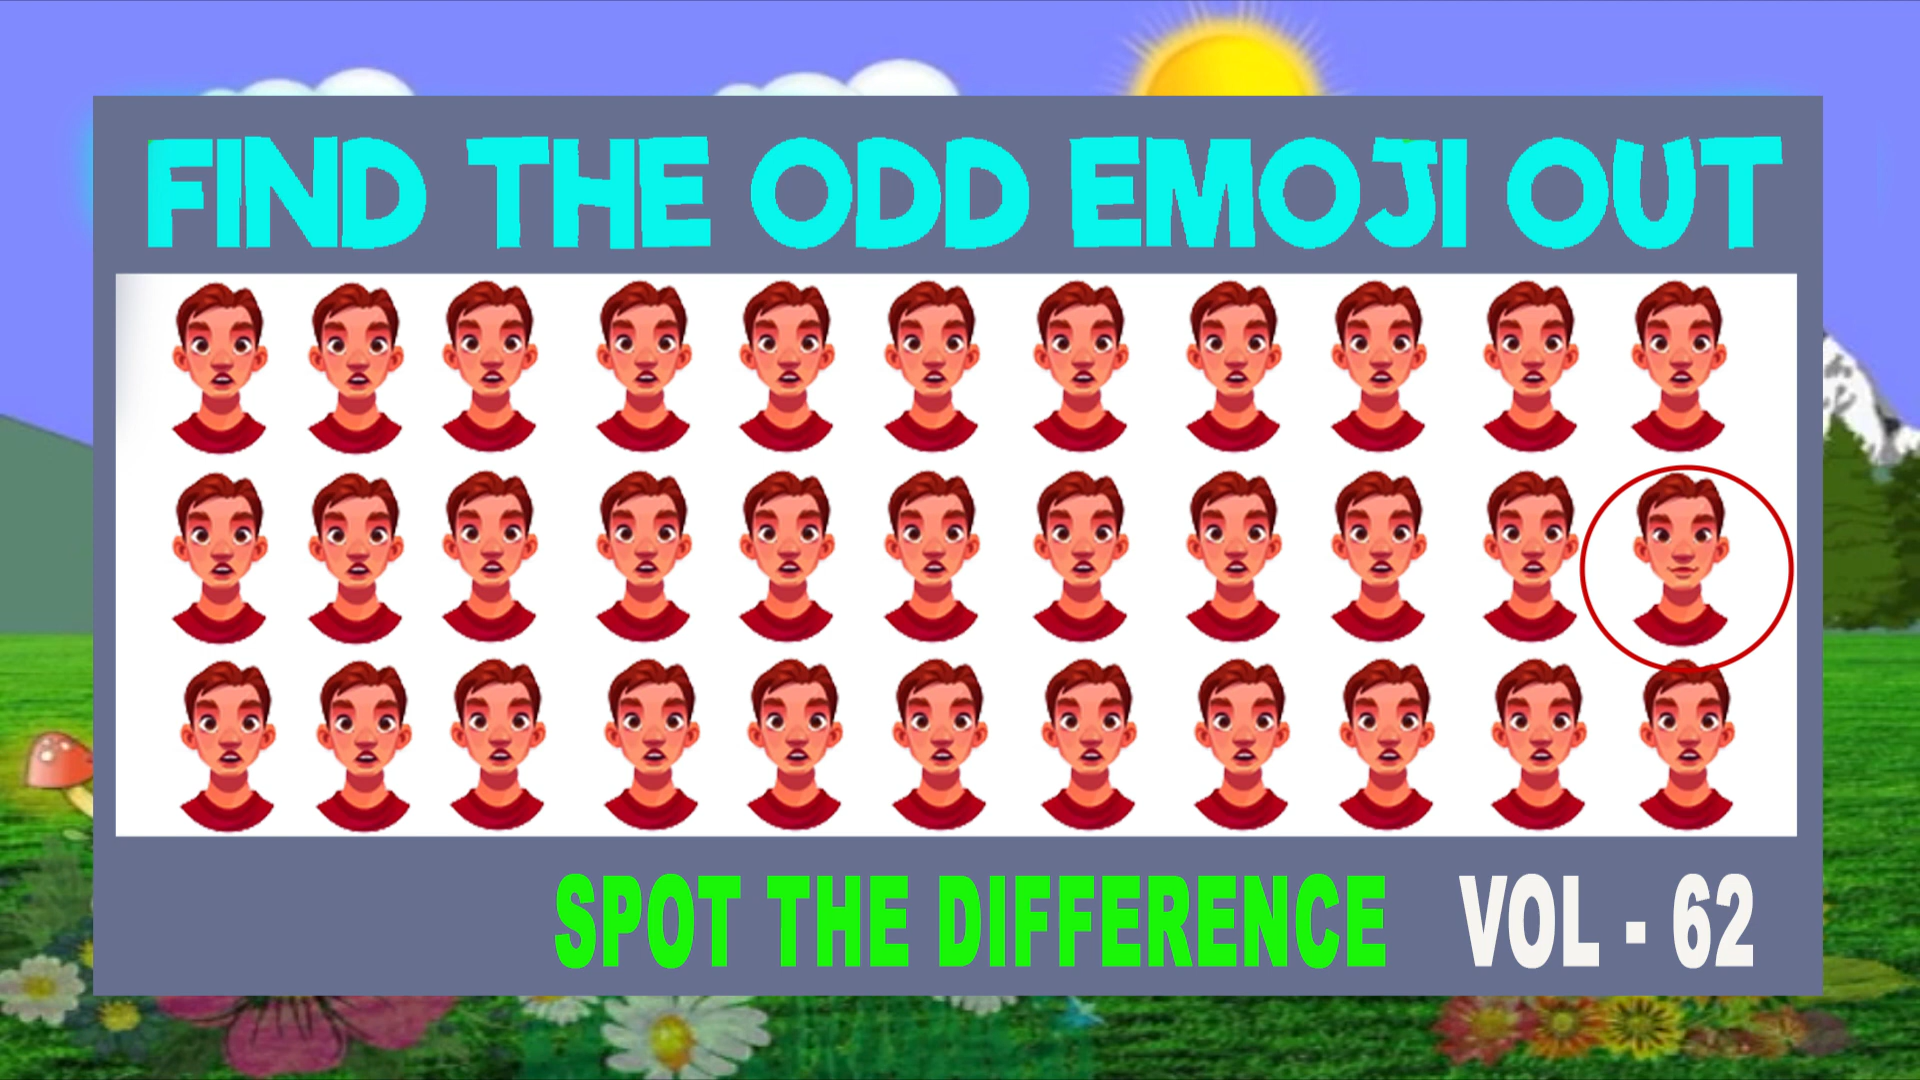 FIND THE ODD EMOJI OUT
SPOT THE DIFFERENCE VOL - 62